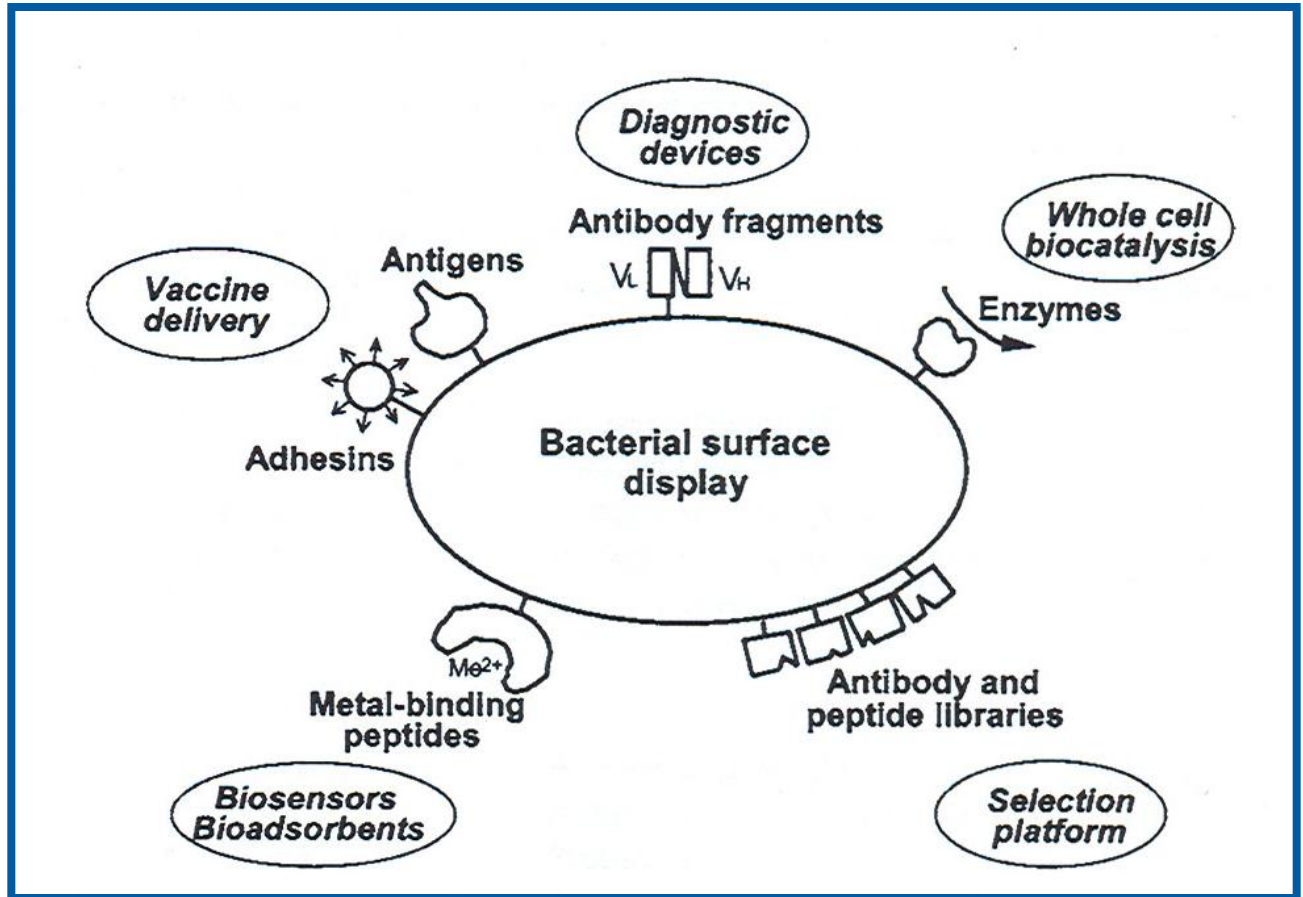 Diagnostic
devices
Whole cell
biocatalysis
Antibody fragments
Antigens
VL
VH
Vaccine
delivery
Enzymes
Bacterial surface
display
Adhesins
Me2+
Metal-binding
peptides
Antibody and
peptide libraries
Biosensors
Bioadsorbents
Selection
platform